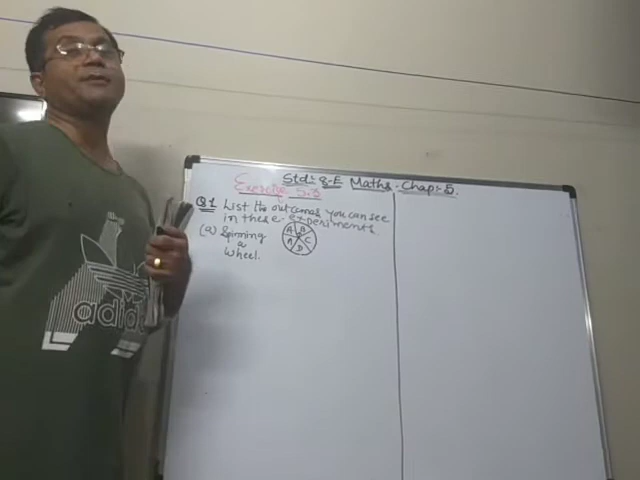 Std:- 8-E Maths - Chap:- 5.
Exercise 5.3
Q.1 List the outcomes you can see
in these experiments.
(a) Spinning
a
wheel.
A B
A C
D
adidas